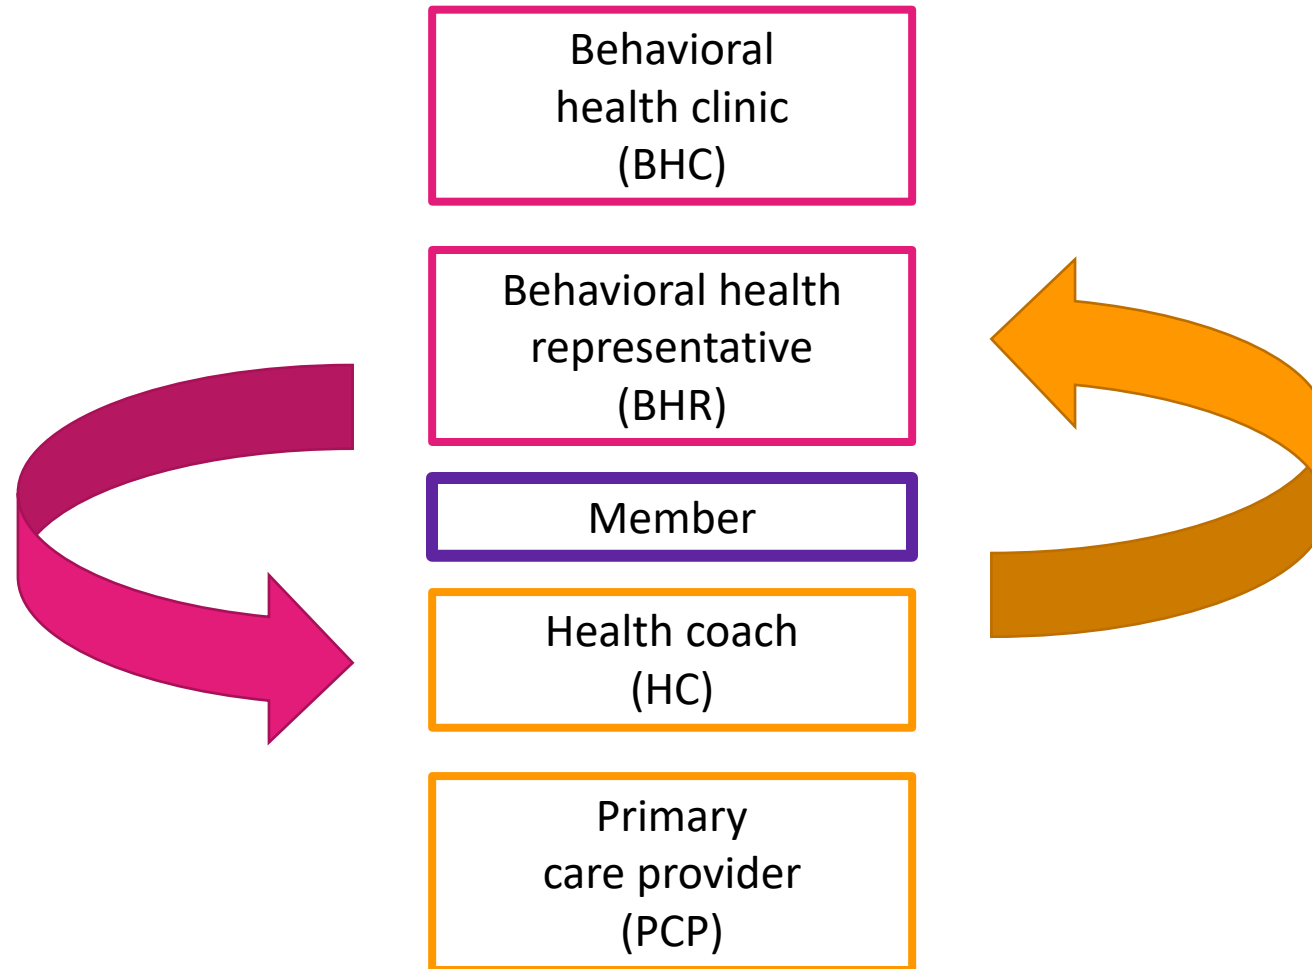 Behavioral
health clinic
(BHC)
Behavioral health
representative
(BHR)
Member
Health coach
(HC)
Primary
care provider
(PCP)